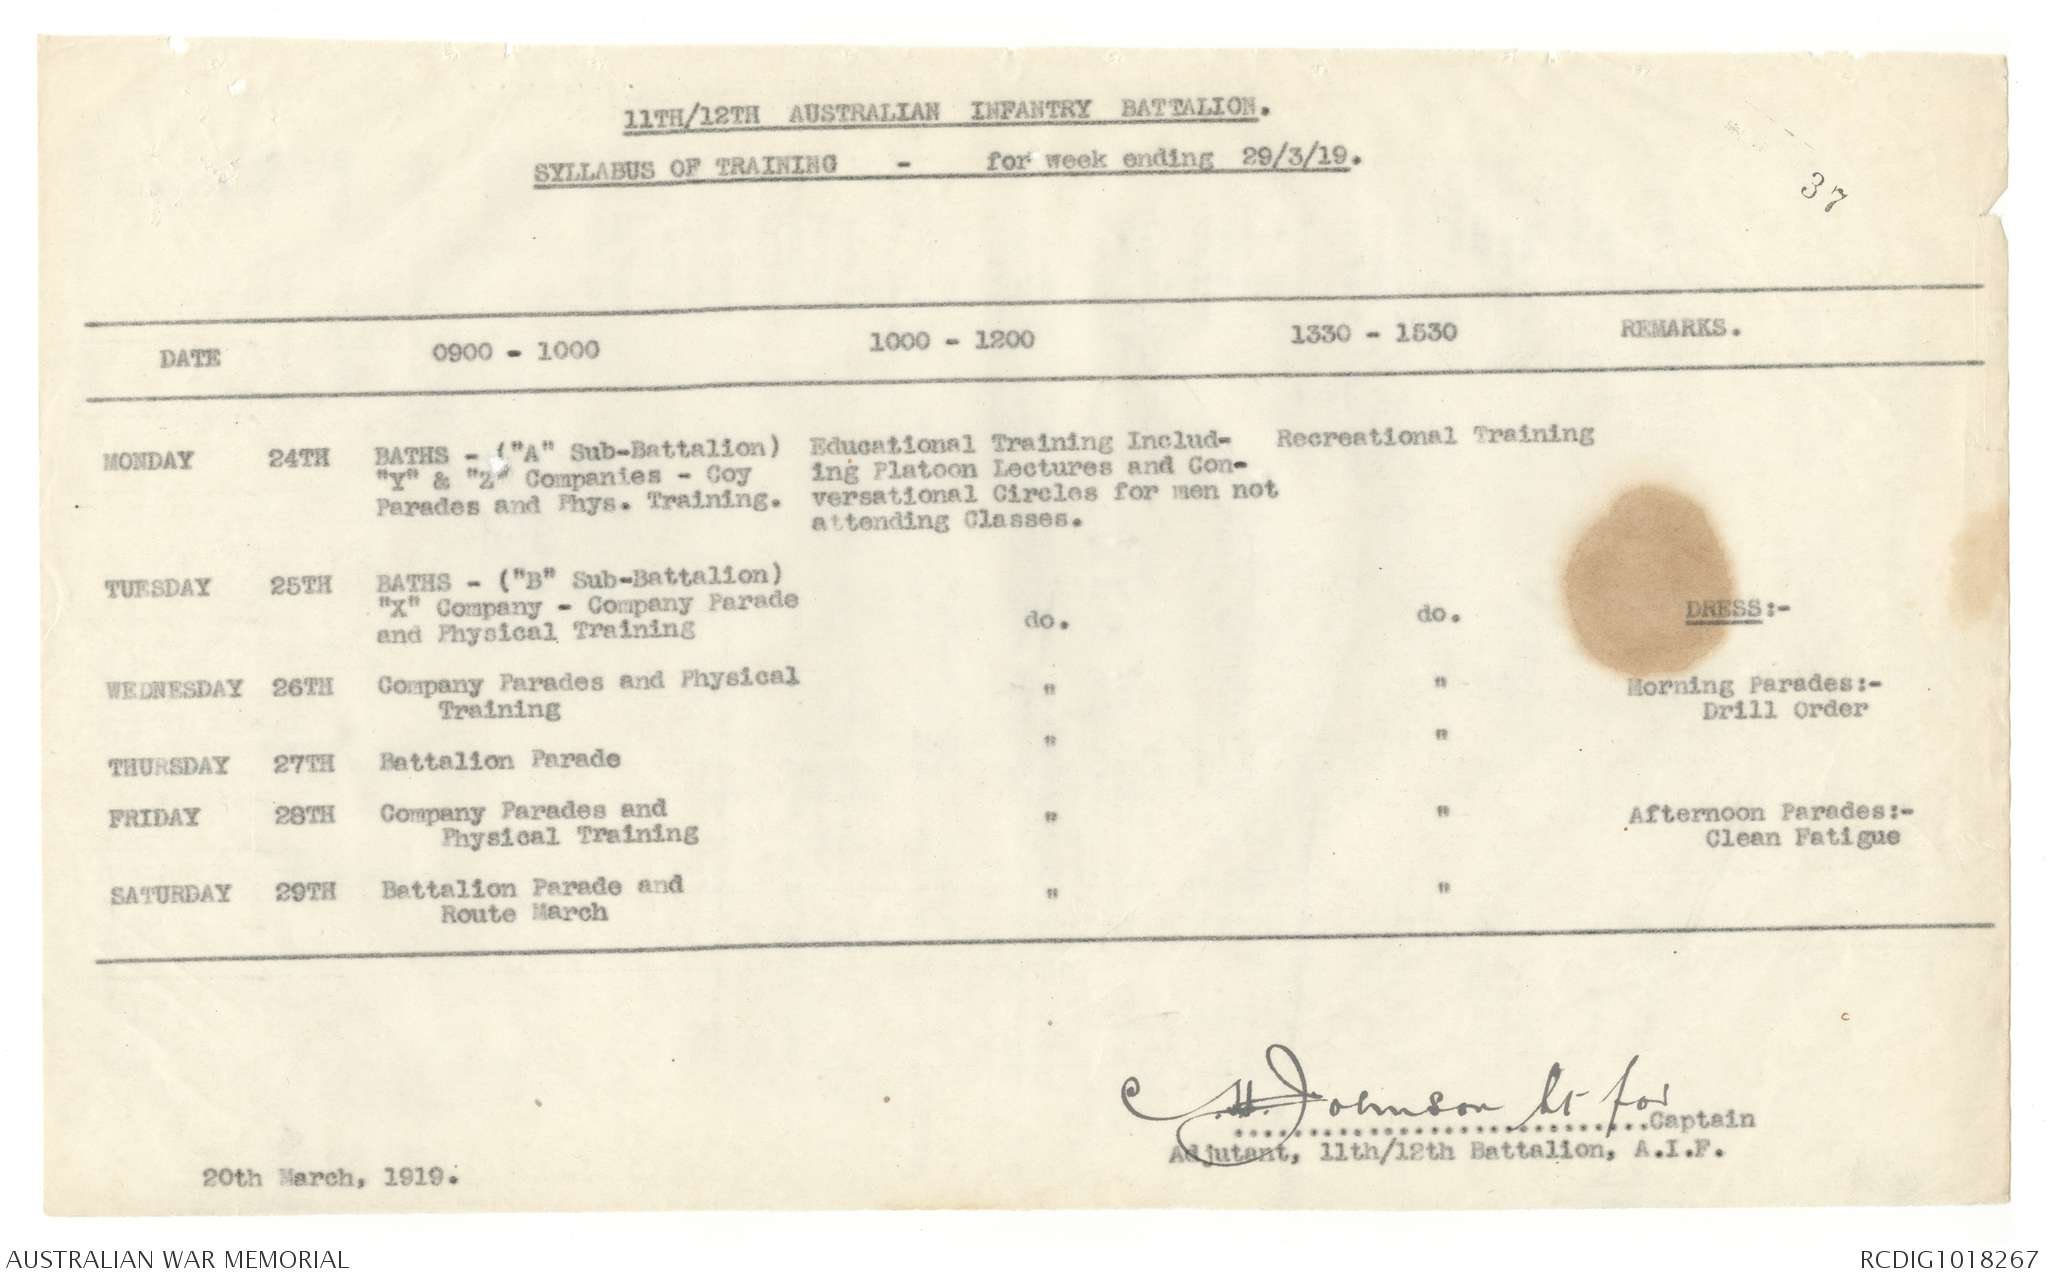 11TH/12TH AUSTRALIAN INFANTRY BATTALION.
SYLLABUS OF TRAINING - for week ending 29/3/19.
37
DATE 0900 - 1000 1000 - 1200 1330 - 1530 REMARKS.
MONDAY 24TH BATHS - ("A" Sub-Battalion) Educational Training Includ- Recreational Training
"Y" & "Z" Companies - Coy ing Platoon Lectures and Con-
Parades and Phys. Training. versational Circles for men not
attending Classes.
TUESDAY 25TH BATHS - ("B" Sub-Battalion)
"X" Company - Company Parade do. do. DRESS:-
and Physical Training
WEDNESDAY 26TH Company Parades and Physical " " Morning Parades:-
Training Drill Order
" "
THURSDAY 27TH Battalion Parade
FRIDAY 28TH Company Parades and " " Afternoon Parades:-
Physical Training Clean Fatigue
SATURDAY 29TH Battalion Parade and " "
Route March
H. Johnson Lt for
............................Captain
Adjutant, 11th/12th Battalion, A.I.F.
20th March, 1919.
AUSTRALIAN WAR MEMORIAL RCDIG1018267